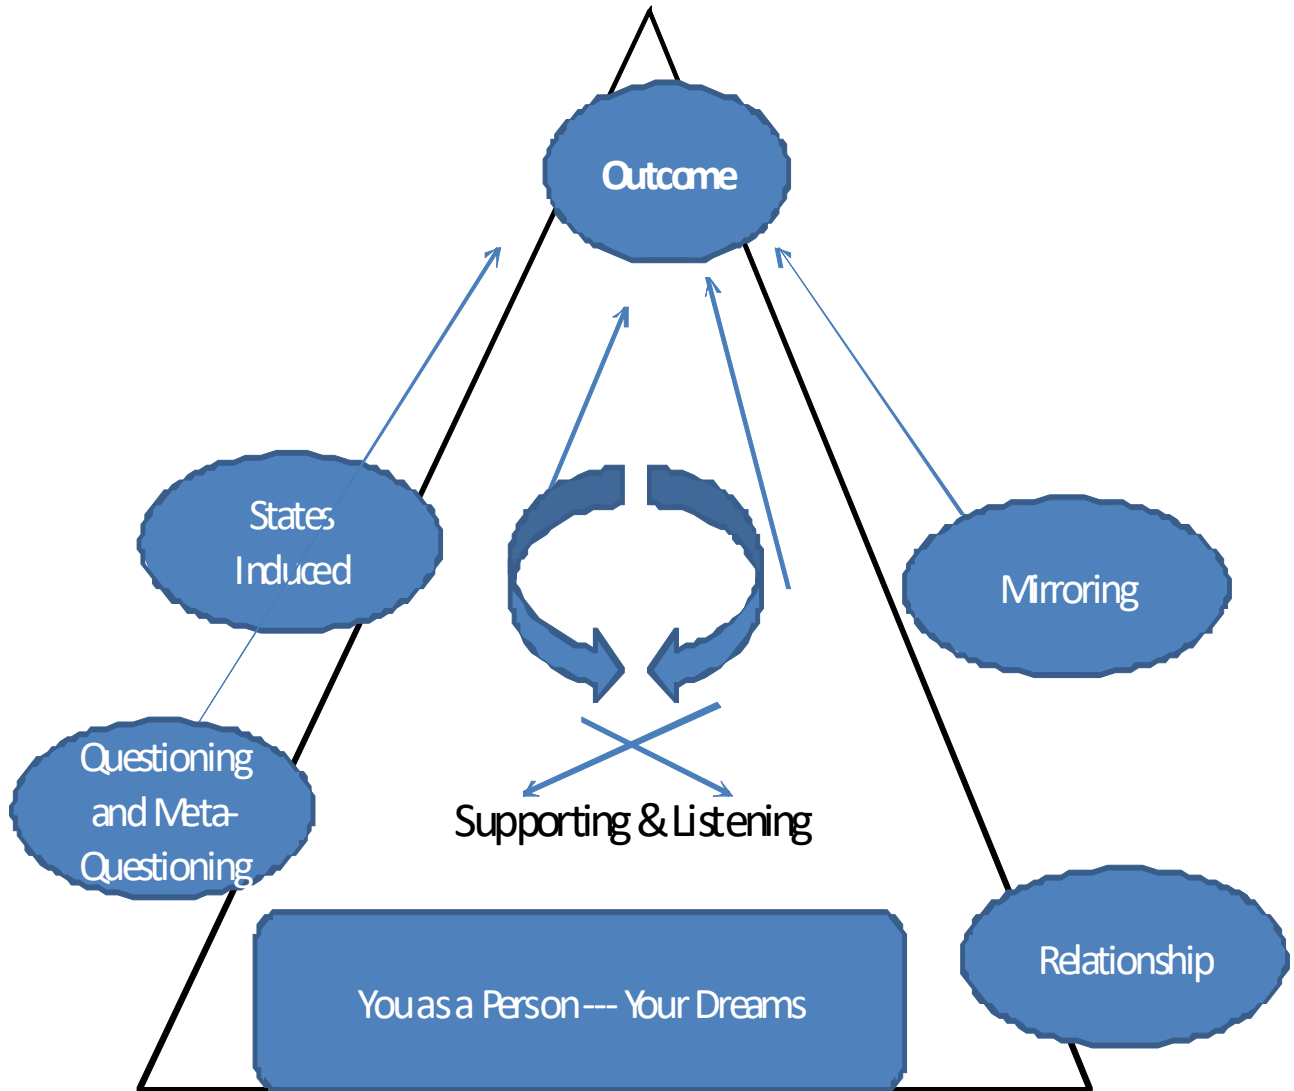 Outcome
States
Induced
Mirroring
Questioning
and Meta-
Questioning
Supporting & Listening
Relationship
You as a Person --- Your Dreams